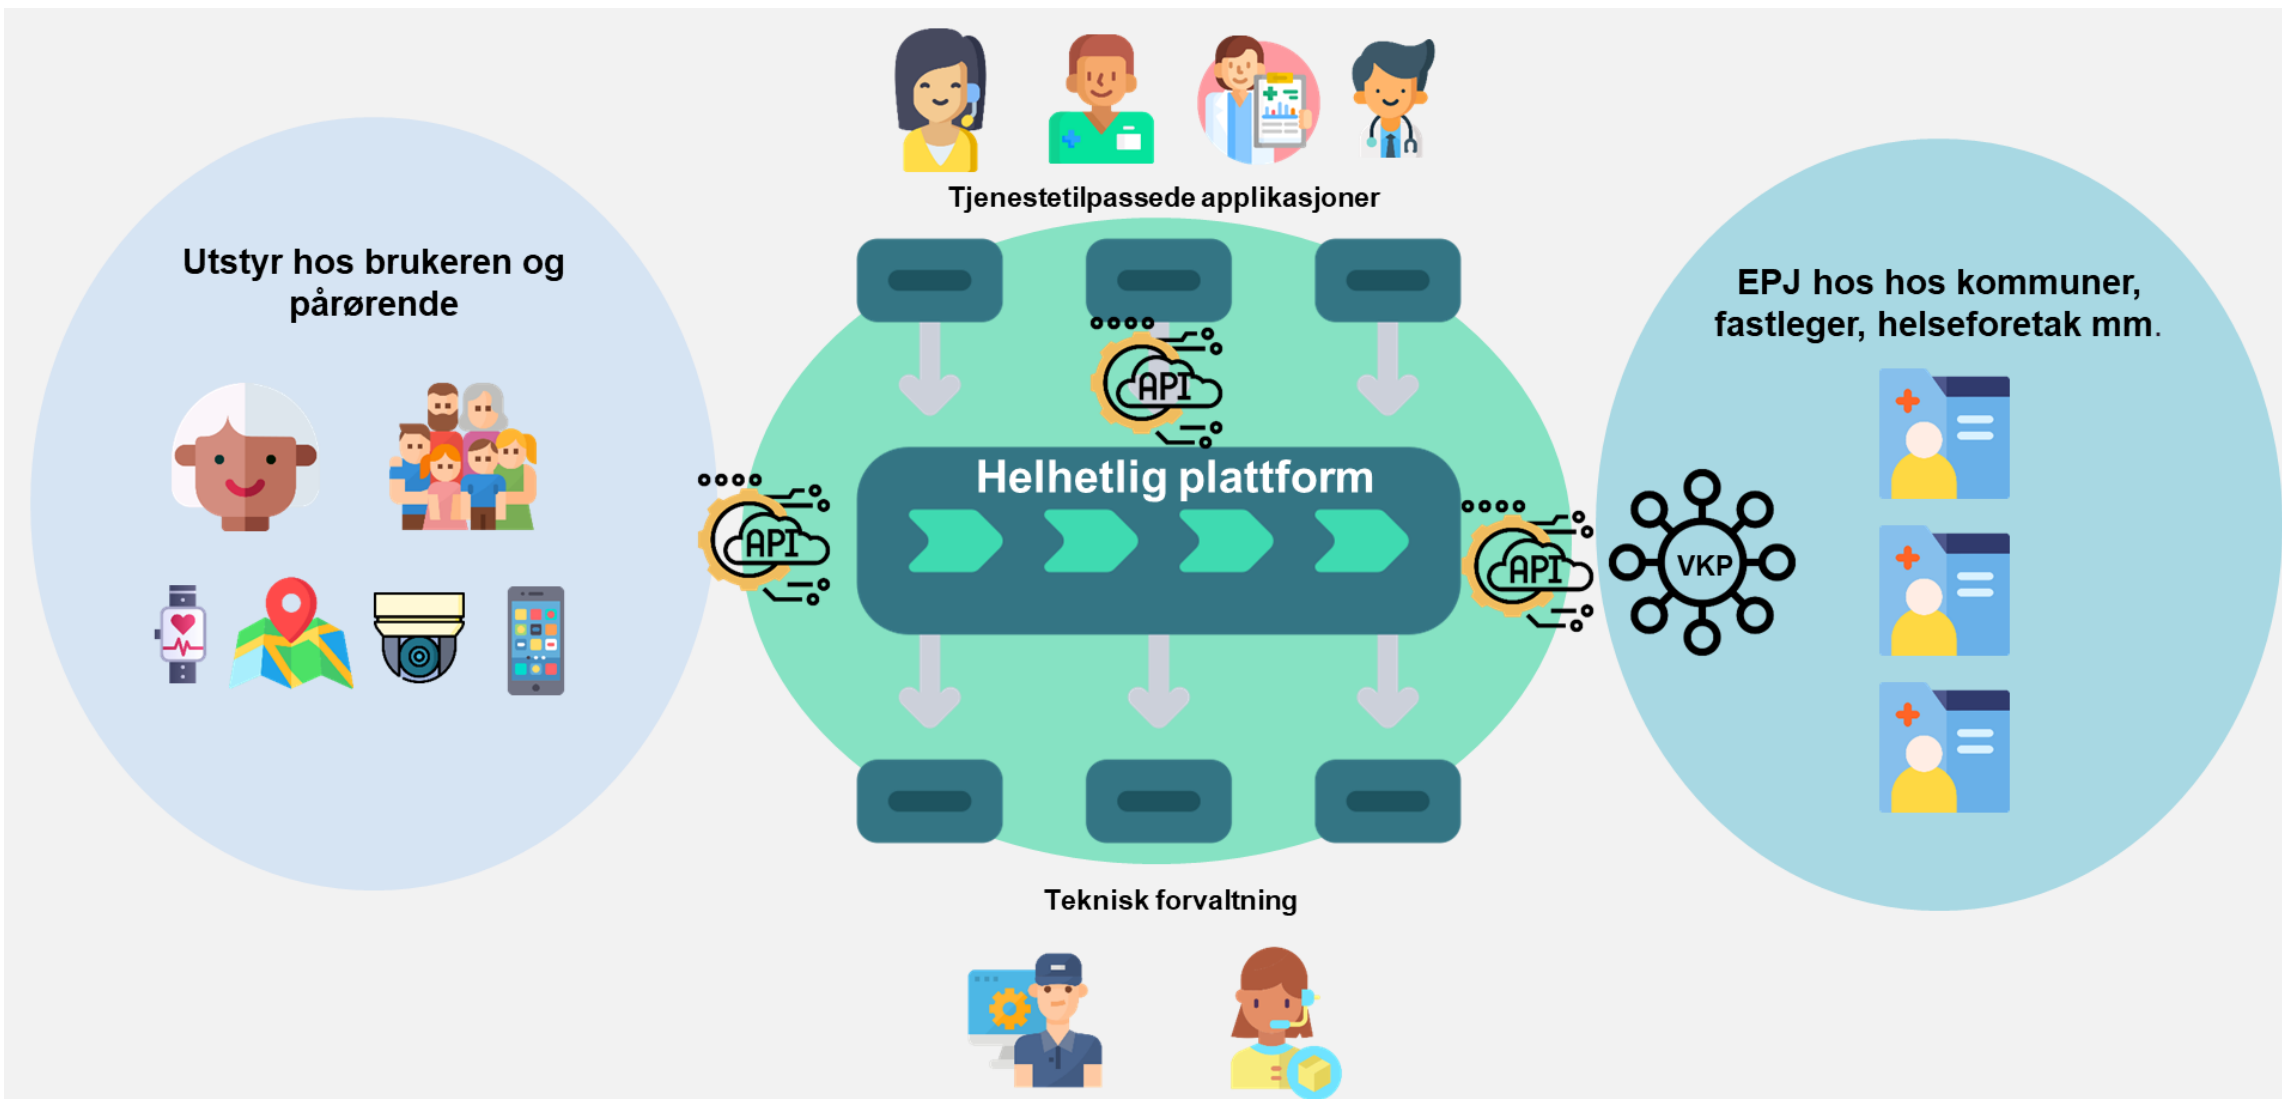 Tjenestetilpassede applikasjoner
Utstyr hos brukeren og
pårørende
EPJ hos hos kommuner,
fastleger, helseforetak mm.
API
Helhetlig plattform
API
API
VKP
Teknisk forvaltning